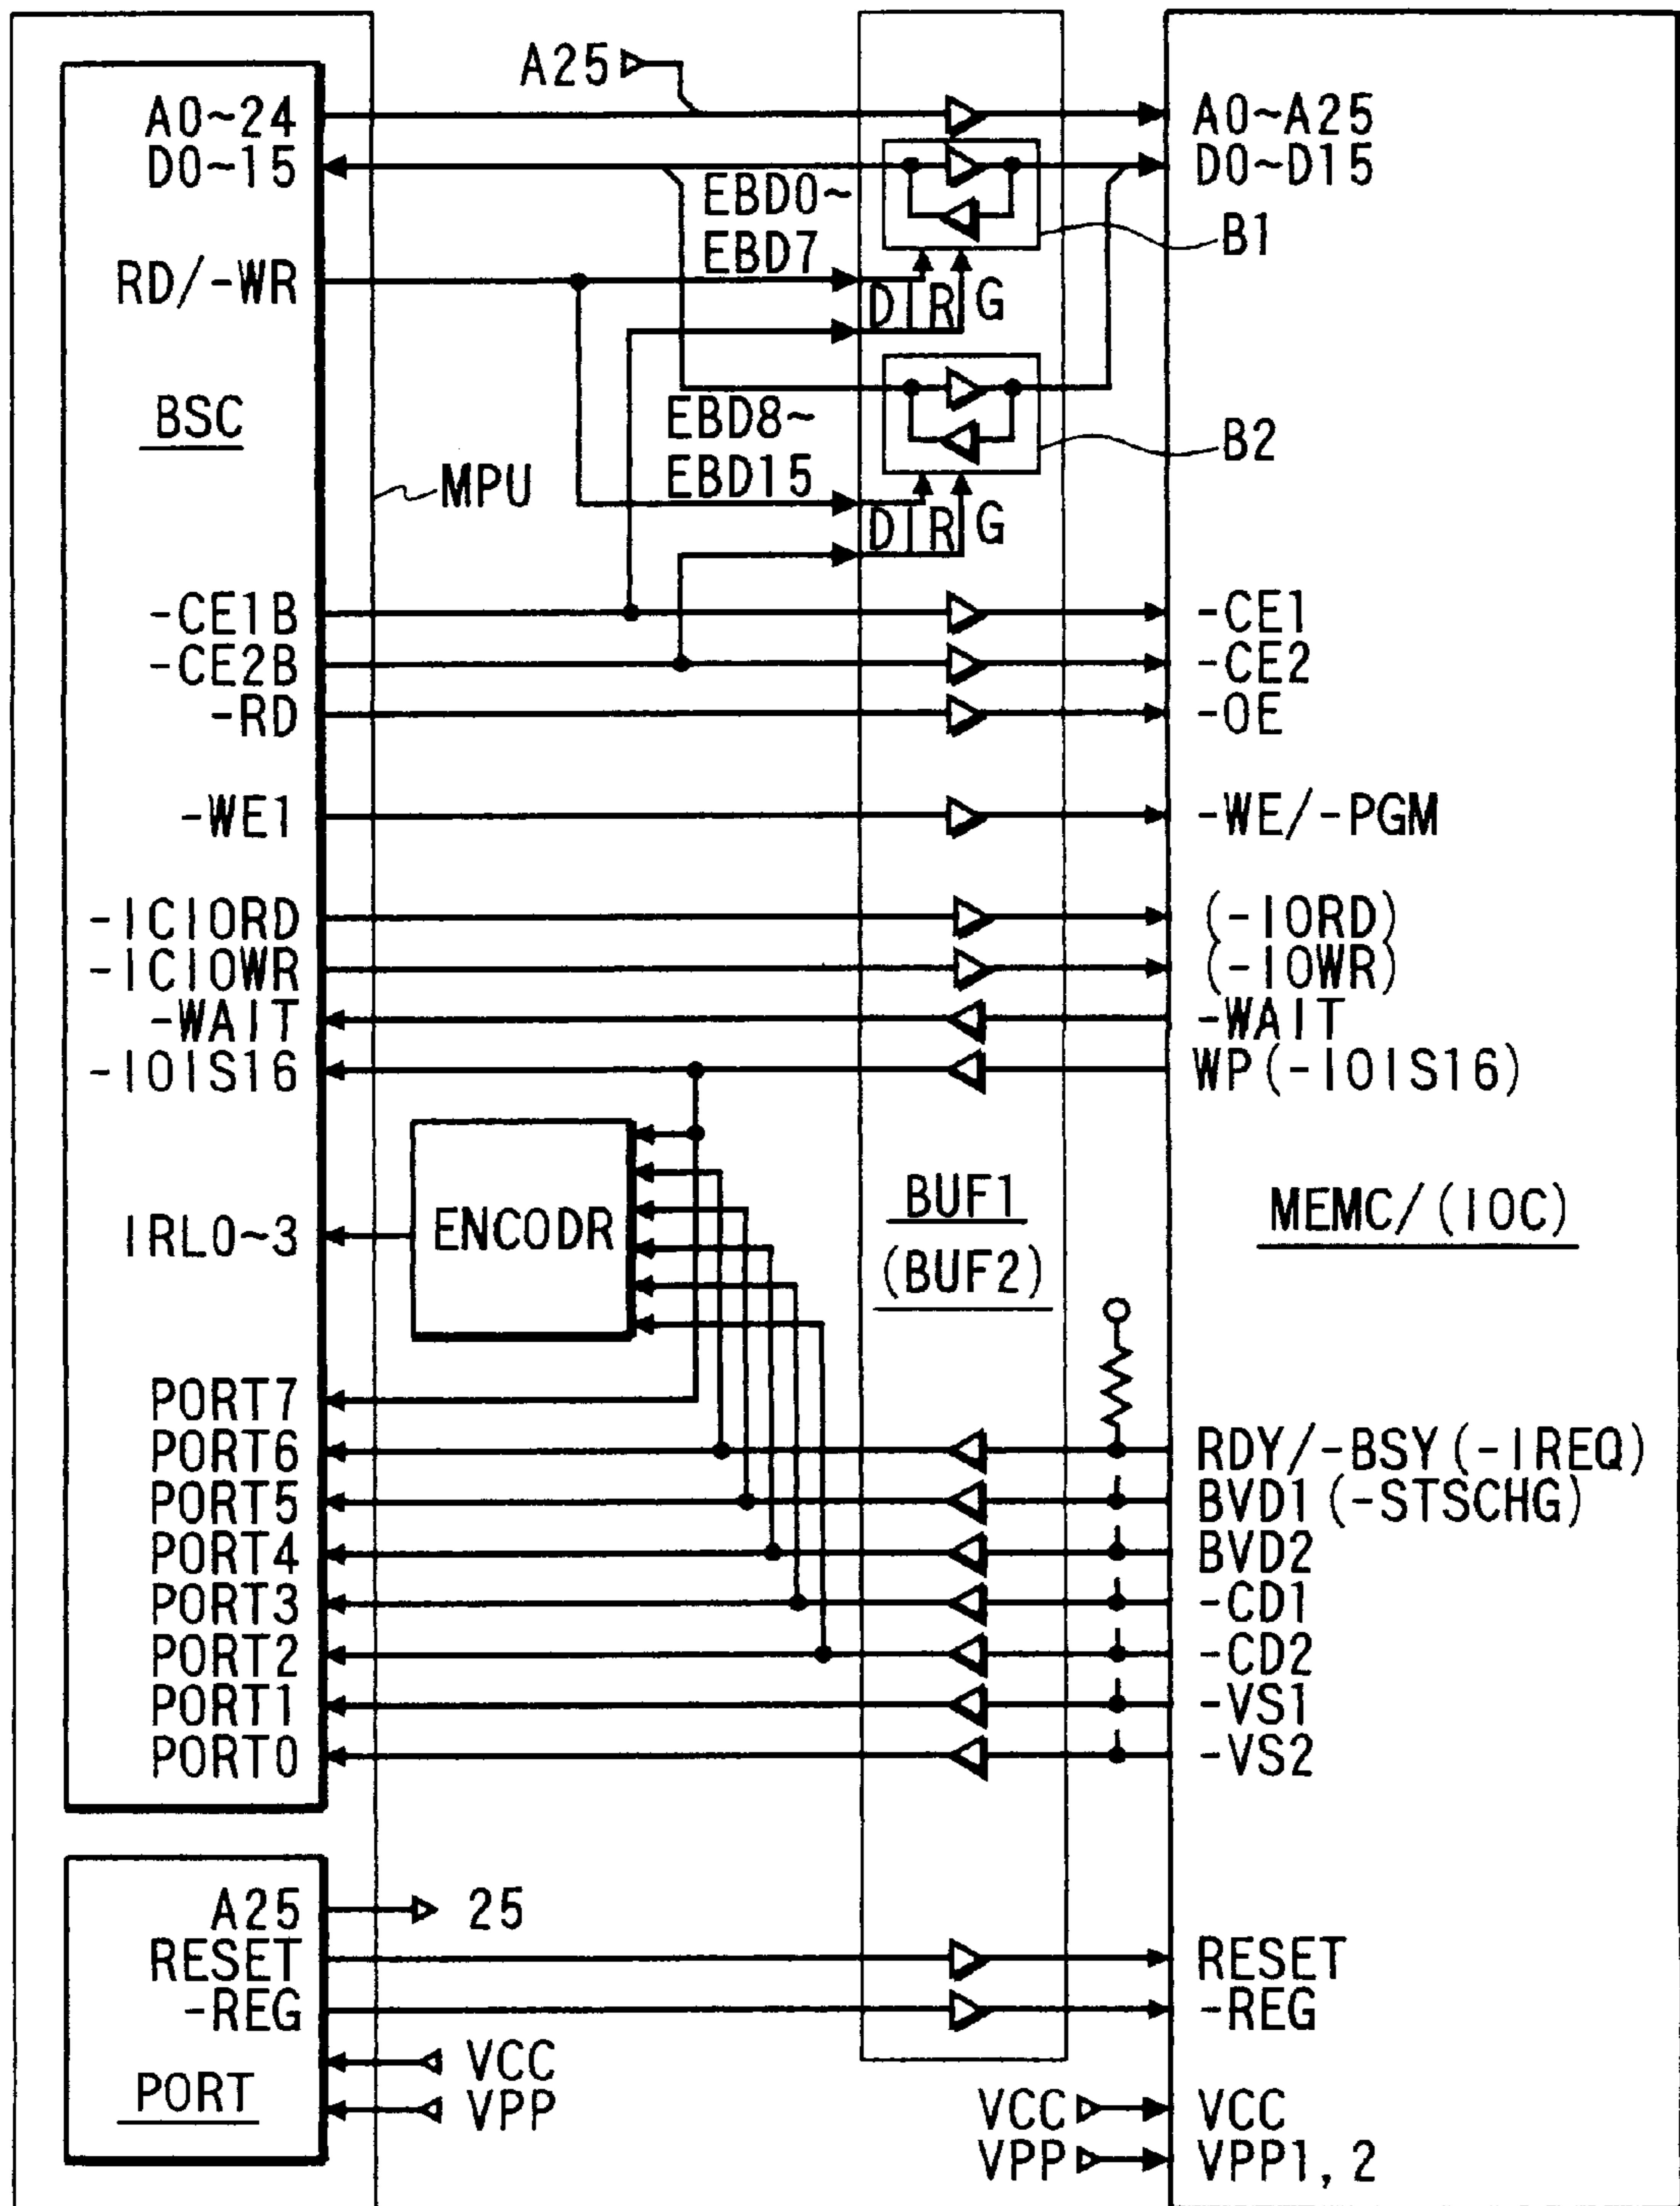 A25
A0~24
A0~A25
D0~15
D0~D15
EBD0~
EBD7
B1
RD/-WR
DIR G
BSC
EBD8~
EBD15
B2
MPU
DIR G
-CE1B
-CE1
-CE2B
-CE2
-RD
-OE
-WE1
-WE/-PGM
-ICIORD
(-IORD)
-ICIOWR
(-IOWR)
-WAIT
-WAIT
-IOIS16
WP(-IOIS16)
IRL0~3
ENCODR
BUF1
(BUF2)
MEMC/(IOC)
PORT7
PORT6
RDY/-BSY(-IREQ)
PORT5
BVD1(-STSCHG)
PORT4
BVD2
PORT3
-CD1
PORT2
-CD2
PORT1
-VS1
PORT0
-VS2
A25
25
RESET
RESET
-REG
-REG
VCC
VPP
PORT
VCC
VCC
VPP
VPP1,2